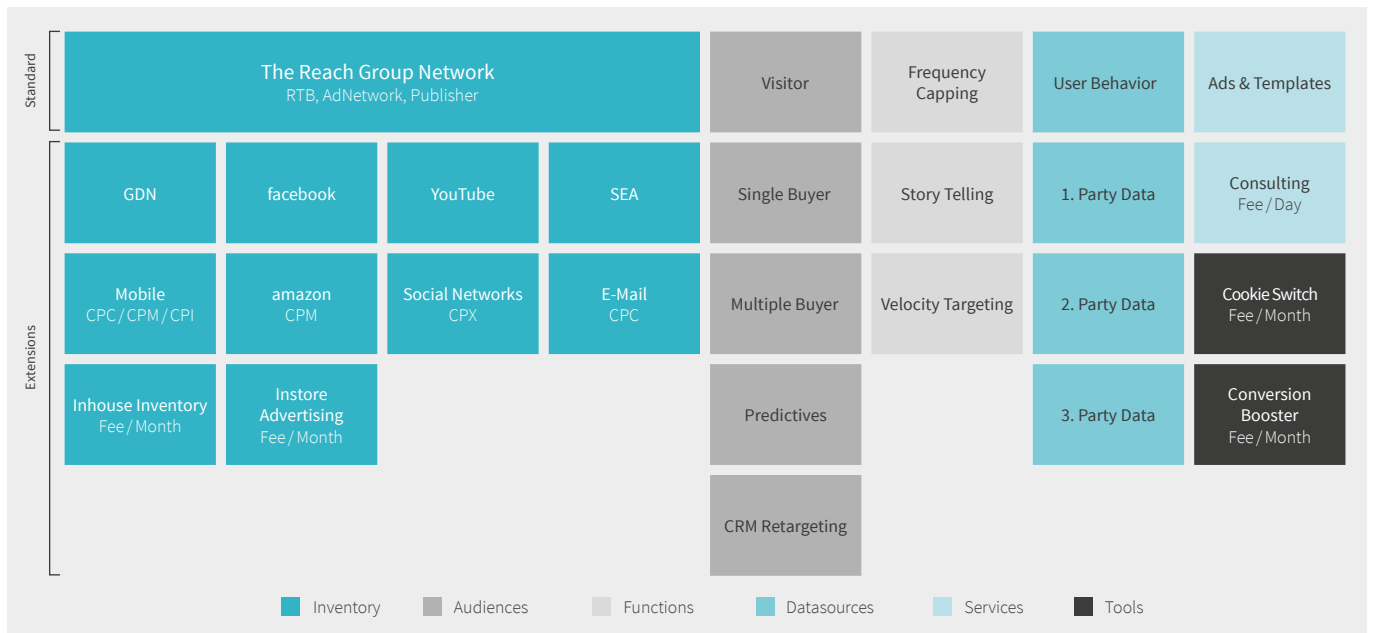 Standard
The Reach Group Network
RTB, AdNetwork, Publisher
Visitor
Frequency
Capping
User Behavior
Ads & Templates
Extensions
GDN
facebook
YouTube
SEA
Single Buyer
Story Telling
1. Party Data
Consulting
Fee / Day
Mobile
CPC / CPM / CPI
amazon
CPM
Social Networks
CPX
E-Mail
CPC
Multiple Buyer
Velocity Targeting
2. Party Data
Cookie Switch
Fee / Month
Inhouse Inventory
Fee / Month
Instore
Advertising
Fee / Month
Predictives
3. Party Data
Conversion
Booster
Fee / Month
CRM Retargeting
Inventory
Audiences
Functions
Datasources
Services
Tools